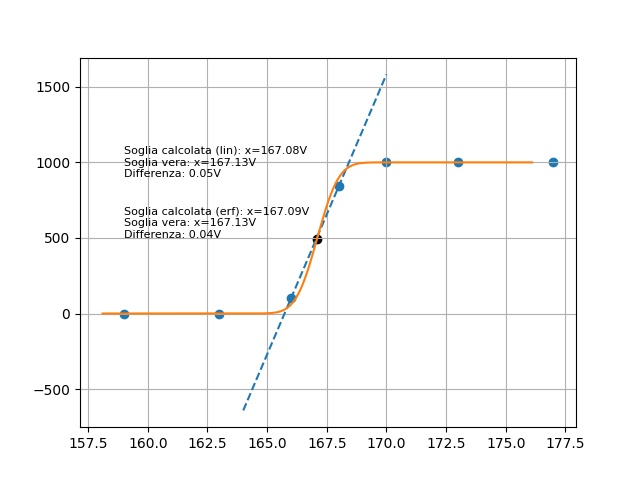 1500
1000
500
0
−500
Soglia calcolata (lin): x=167.08V
Soglia vera: x=167.13V
Differenza: 0.05V
Soglia calcolata (erf): x=167.09V
Soglia vera: x=167.13V
Differenza: 0.04V
157.5 160.0 162.5 165.0 167.5 170.0 172.5 175.0 177.5